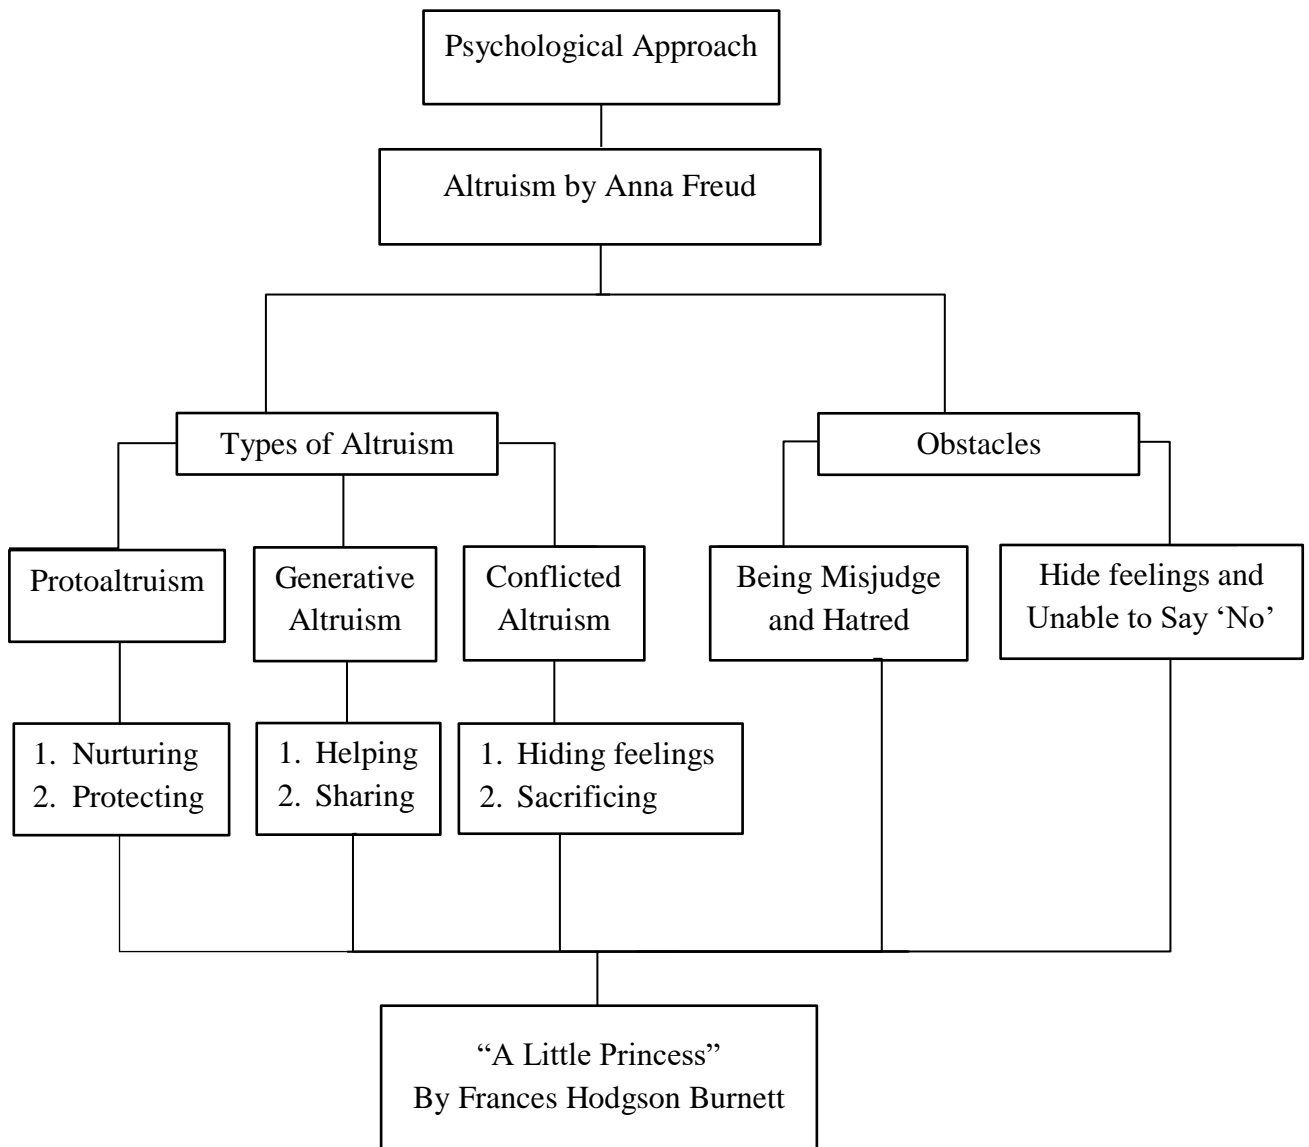 Psychological Approach
Altruism by Anna Freud
Types of Altruism
Obstacles
Protoaltruism
Generative
Altruism
Conflicted
Altruism
Being Misjudge
and Hatred
Hide feelings and
Unable to Say ‘No’
1. Nurturing
2. Protecting
1. Helping
2. Sharing
1. Hiding feelings
2. Sacrificing
“A Little Princess”
By Frances Hodgson Burnett